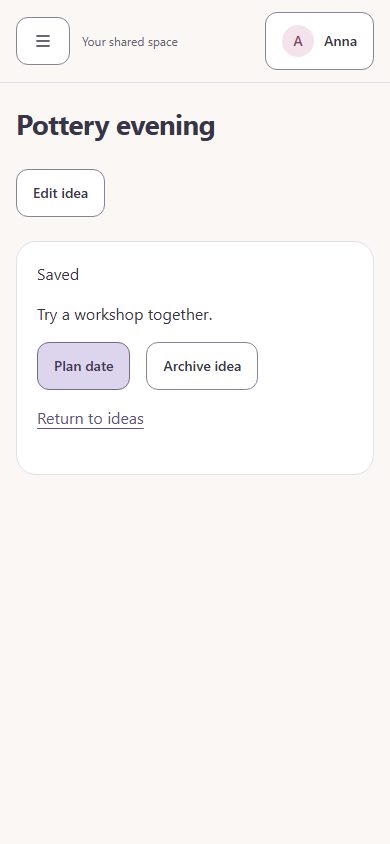 Your shared space
A
Anna
Pottery evening
Edit idea
Saved
Try a workshop together.
Plan date
Archive idea
Return to ideas